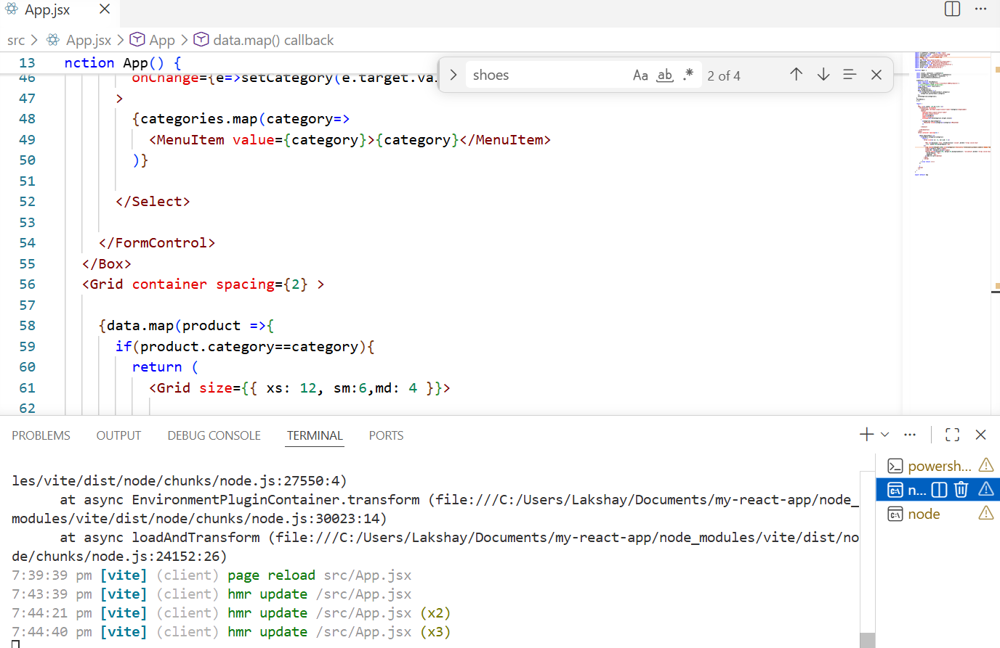 App.jsx
src > App.jsx > App > data.map() callback
13 nction App() {
shoes Aa ab .* 2 of 4
46 onChange={e=>setCategory(e.target.va
47 >
48 {categories.map(category=>
49 <MenuItem value={category}>{category}</MenuItem>
50 )}
51
52 </Select>
53
54 </FormControl>
55 </Box>
56 <Grid container spacing={2} >
57
58 {data.map(product =>{
59 if(product.category==category){
60 return (
61 <Grid size={{ xs: 12, sm:6,md: 4 }}>
62
PROBLEMS OUTPUT DEBUG CONSOLE TERMINAL PORTS
les/vite/dist/node/chunks/node.js:27550:4)
at async EnvironmentPluginContainer.transform (file:///C:/Users/Lakshay/Documents/my-react-app/node_
modules/vite/dist/node/chunks/node.js:30023:14)
at async loadAndTransform (file:///C:/Users/Lakshay/Documents/my-react-app/node_modules/vite/dist/no
de/chunks/node.js:24152:26)
7:39:39 pm [vite] (client) page reload src/App.jsx
7:43:39 pm [vite] (client) hmr update /src/App.jsx
7:44:21 pm [vite] (client) hmr update /src/App.jsx (x2)
7:44:40 pm [vite] (client) hmr update /src/App.jsx (x3)
powersh...
n...
node